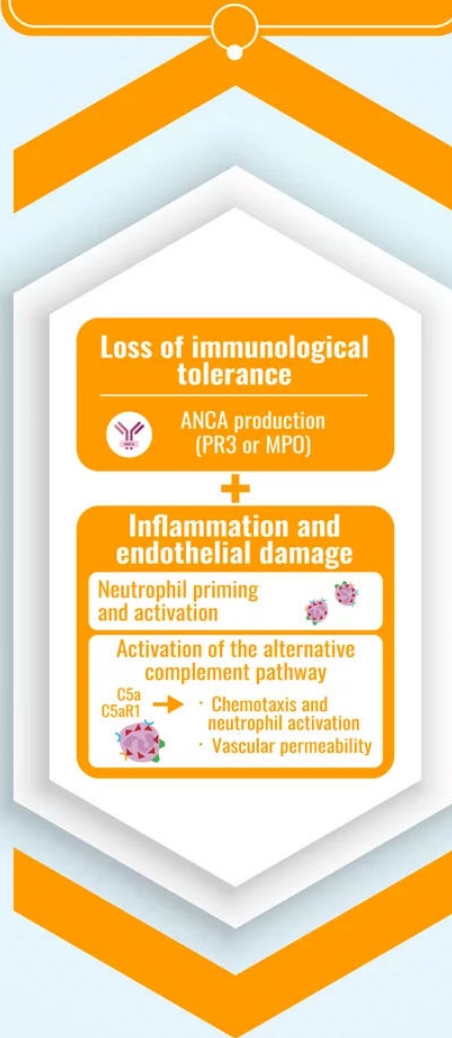 Loss of immunological
tolerance
ANCA
ANCA production
(PR3 or MPO)
+
Inflammation and
endothelial damage
Neutrophil priming
and activation
Activation of the alternative
complement pathway
C5a
C5aR1
· Chemotaxis and
neutrophil activation
· Vascular permeability